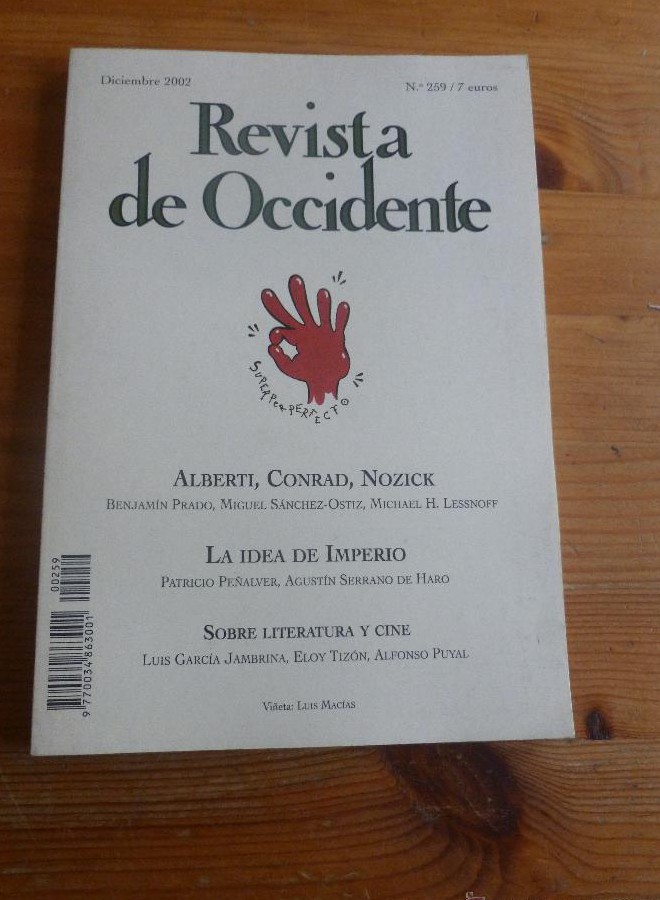 Diciembre 2002
N.º 259 / 7 euros
Revista
de Occidente
SUPERPERPERFECTO
ALBERTI, CONRAD, NOZICK
BENJAMÍN PRADO, MIGUEL SÁNCHEZ-OSTIZ, MICHAEL H. LESSNOFF
LA IDEA DE IMPERIO
PATRICIO PEÑALVER, AGUSTÍN SERRANO DE HARO
SOBRE LITERATURA Y CINE
LUIS GARCÍA JAMBRINA, ELOY TIZÓN, ALFONSO PUYAL
Viñeta: LUIS MACÍAS
00259
9 770034 863001